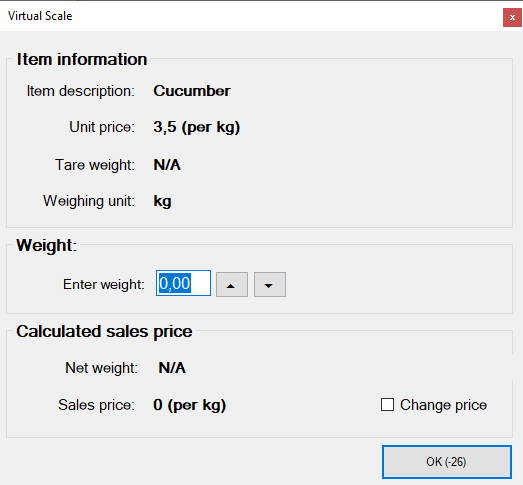 Virtual Scale
x
Item information
Item description: Cucumber
Unit price: 3,5 (per kg)
Tare weight: N/A
Weighing unit: kg
Weight:
Enter weight: 0,00
Calculated sales price
Net weight: N/A
Sales price: 0 (per kg) Change price
OK (-26)